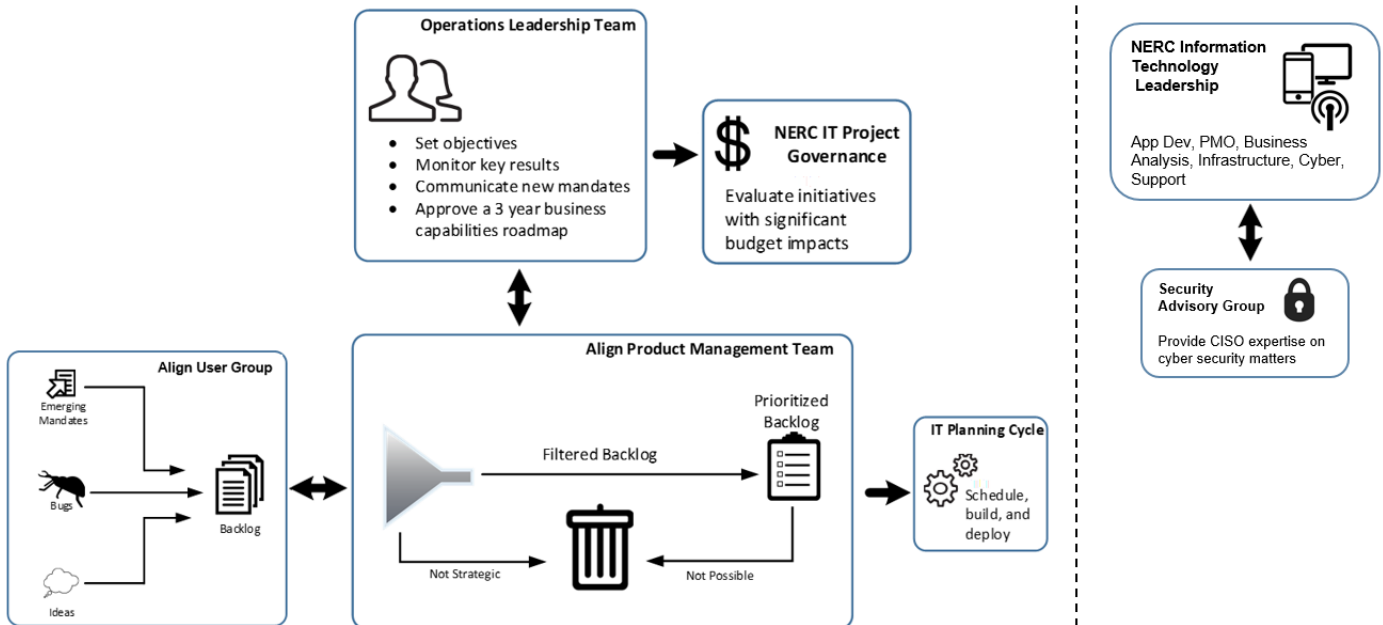 Operations Leadership Team
• Set objectives
• Monitor key results
• Communicate new mandates
• Approve a 3 year business
capabilities roadmap
$
NERC IT Project
Governance
Evaluate initiatives
with significant
budget impacts
NERC Information
Technology
Leadership
App Dev, PMO, Business
Analysis, Infrastructure, Cyber,
Support
Security
Advisory Group
Provide CISO expertise on
cyber security matters
Align User Group
Emerging
Mandates
Bugs
Ideas
Backlog
Align Product Management Team
Filtered Backlog
Prioritized
Backlog
Not Strategic
Not Possible
IT Planning Cycle
Schedule,
build, and
deploy